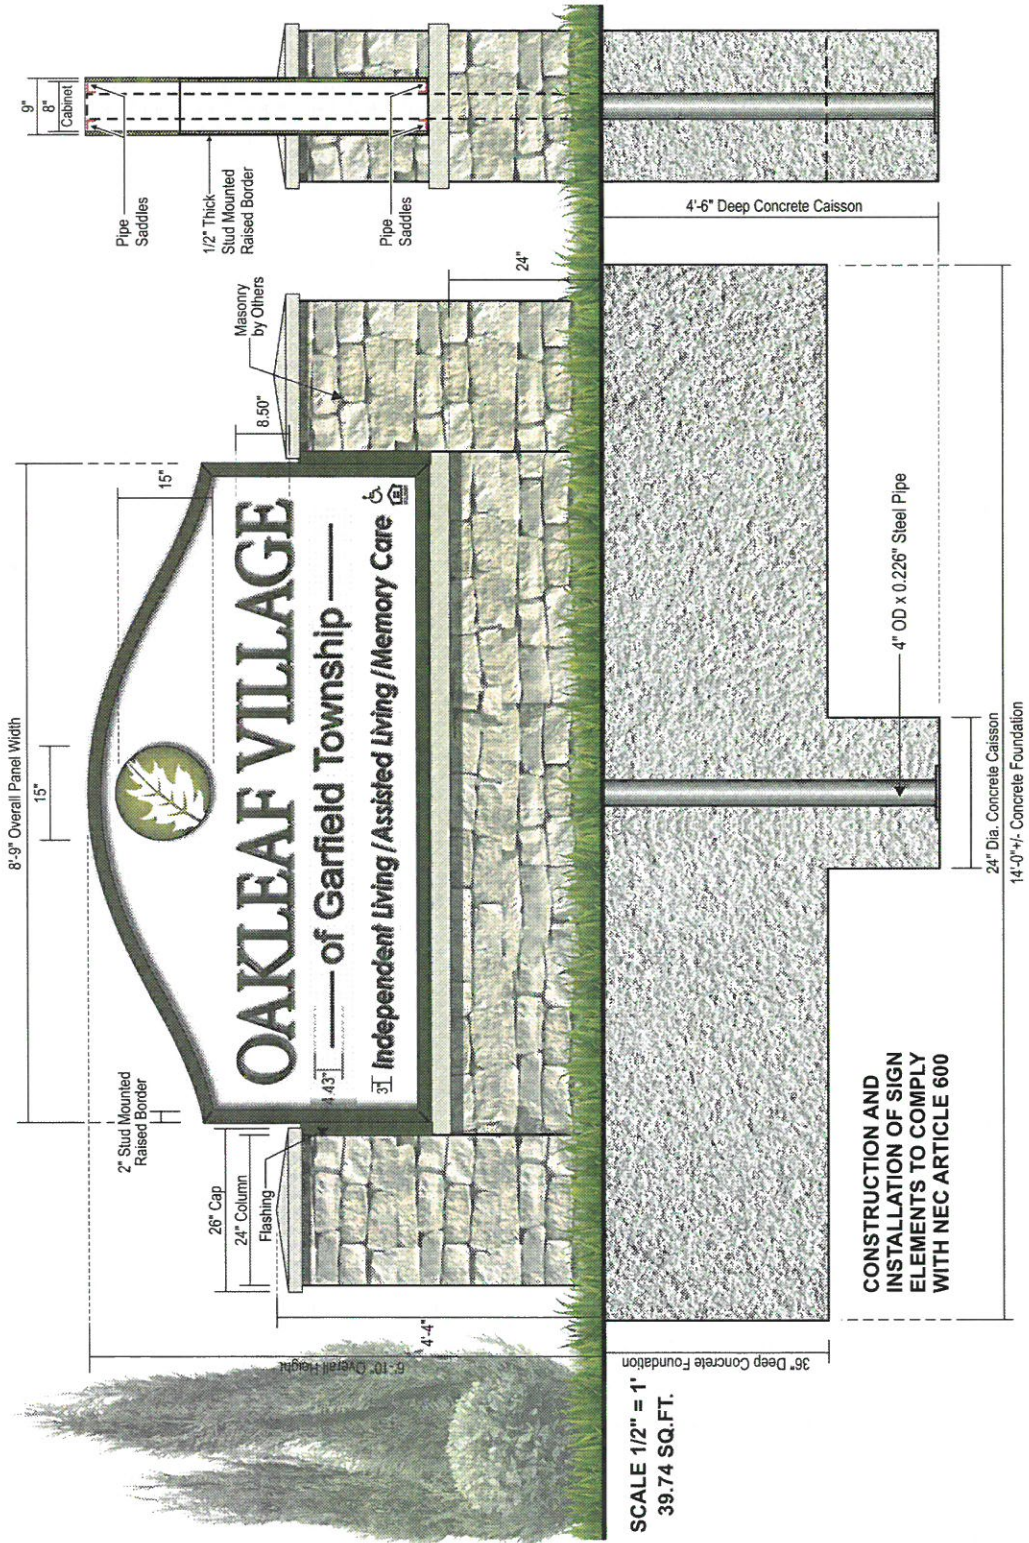 8'-9" Overall Panel Width
15"
15"
2" Stud Mounted
Raised Border
26" Cap
24" Column
Flashing
OAKLEAF VILLAGE
of Garfield Township
4.43"
3"
Independent Living/Assisted Living/Memory Care
8.50"
Masonry
by Others
24"
6'-10" Overall Height
4'-4"
36" Deep Concrete Foundation
SCALE 1/2" = 1'
39.74 SQ.FT.
CONSTRUCTION AND
INSTALLATION OF SIGN
ELEMENTS TO COMPLY
WITH NEC ARTICLE 600
4" OD x 0.226" Steel Pipe
24" Dia. Concrete Caisson
14'-0"+/- Concrete Foundation
9"
8"
Cabinet
Pipe
Saddles
1/2" Thick
Stud Mounted
Raised Border
Pipe
Saddles
4'-6" Deep Concrete Caisson